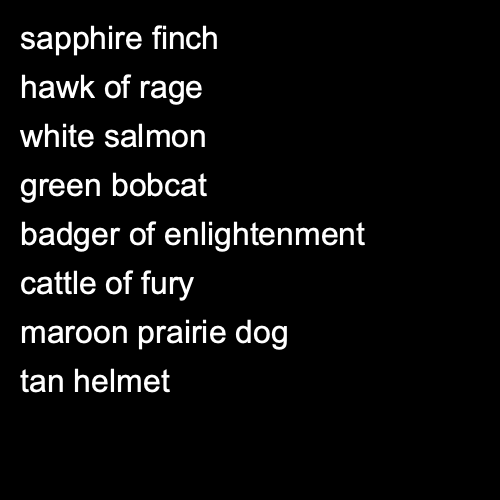 sapphire finch
hawk of rage
white salmon
green bobcat
badger of enlightenment
cattle of fury
maroon prairie dog
tan helmet